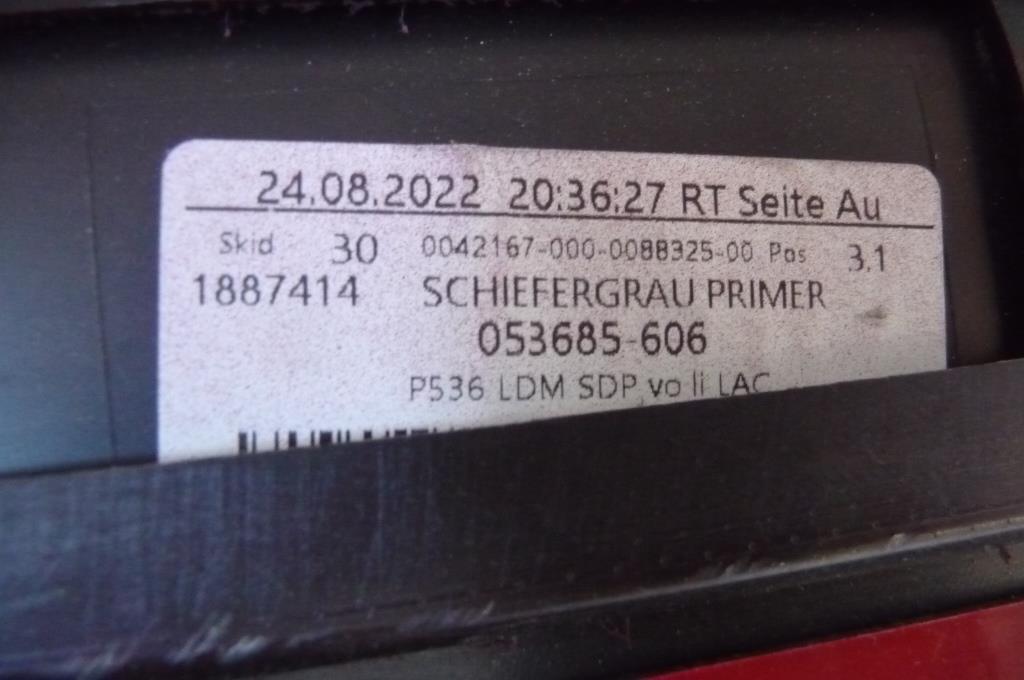 24.08.2022 20:36:27 RT Seite Au
Skid 30 0042167-000-0088325-00 Pos 3.1
1887414 SCHIEFERGRAU PRIMER
053685-606
P536 LDM SDP vo li LAC